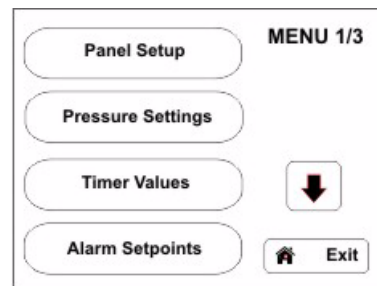 Panel Setup
MENU 1/3
Pressure Settings
Timer Values
Alarm Setpoints
Exit